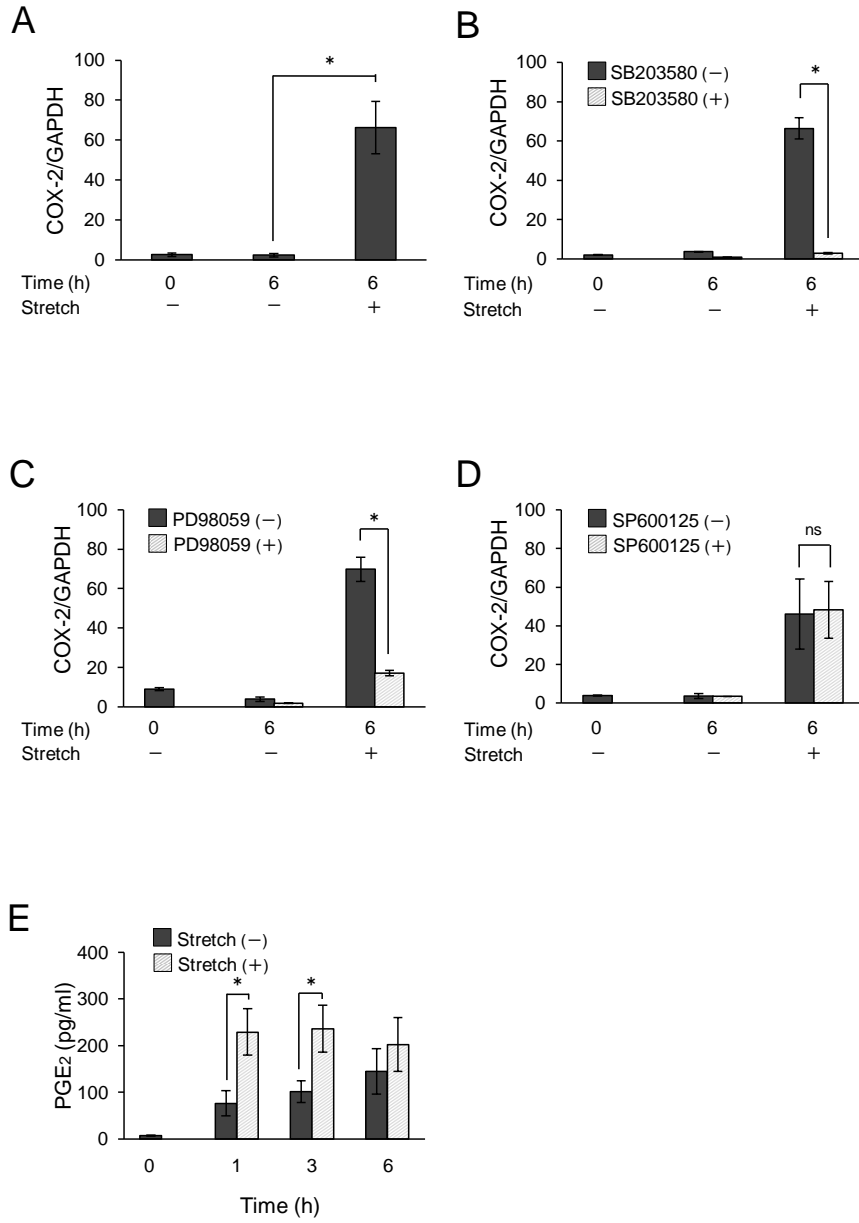 A
*
100
80
60
40
20
0
COX-2/GAPDH
Time (h) 0 6 6
Stretch − − +
B
SB203580 (−)
SB203580 (+)
*
100
80
60
40
20
0
COX-2/GAPDH
Time (h) 0 6 6
Stretch − − +
C
PD98059 (−)
PD98059 (+)
*
100
80
60
40
20
0
COX-2/GAPDH
Time (h) 0 6 6
Stretch − − +
D
SP600125 (−)
SP600125 (+)
ns
100
80
60
40
20
0
COX-2/GAPDH
Time (h) 0 6 6
Stretch − − +
E
Stretch (−)
Stretch (+)
* *
400
300
200
100
0
PGE2 (pg/ml)
0 1 3 6
Time (h)